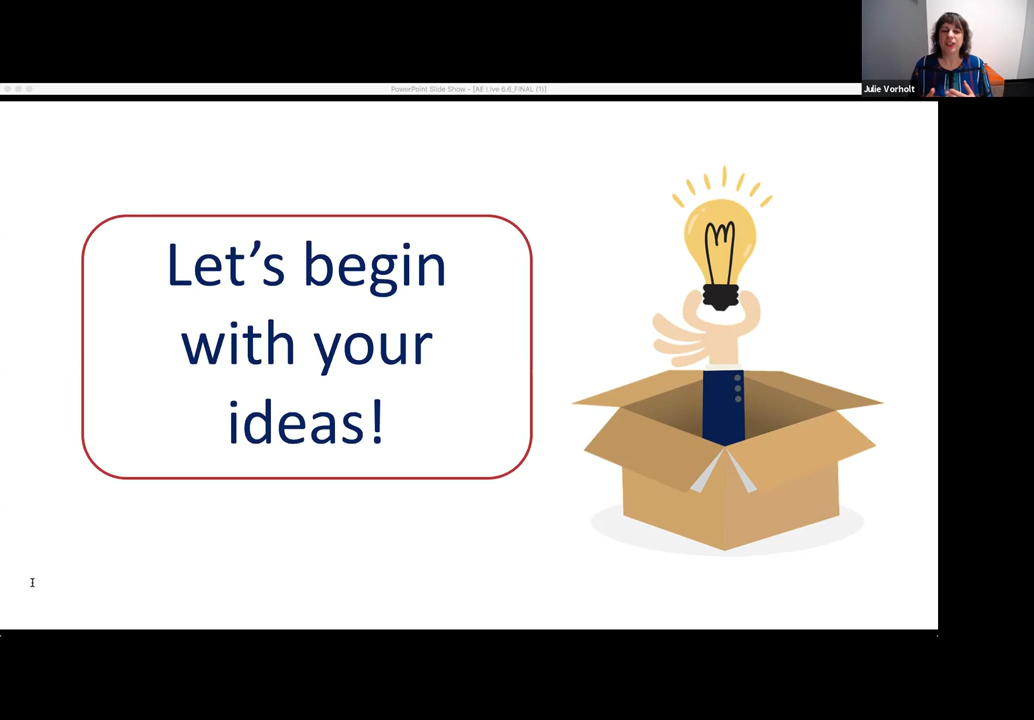 PowerPoint Slide Show - [AE Live 6.6_FINAL (1)]
Julie Vorholt
Let's begin
with your
ideas!